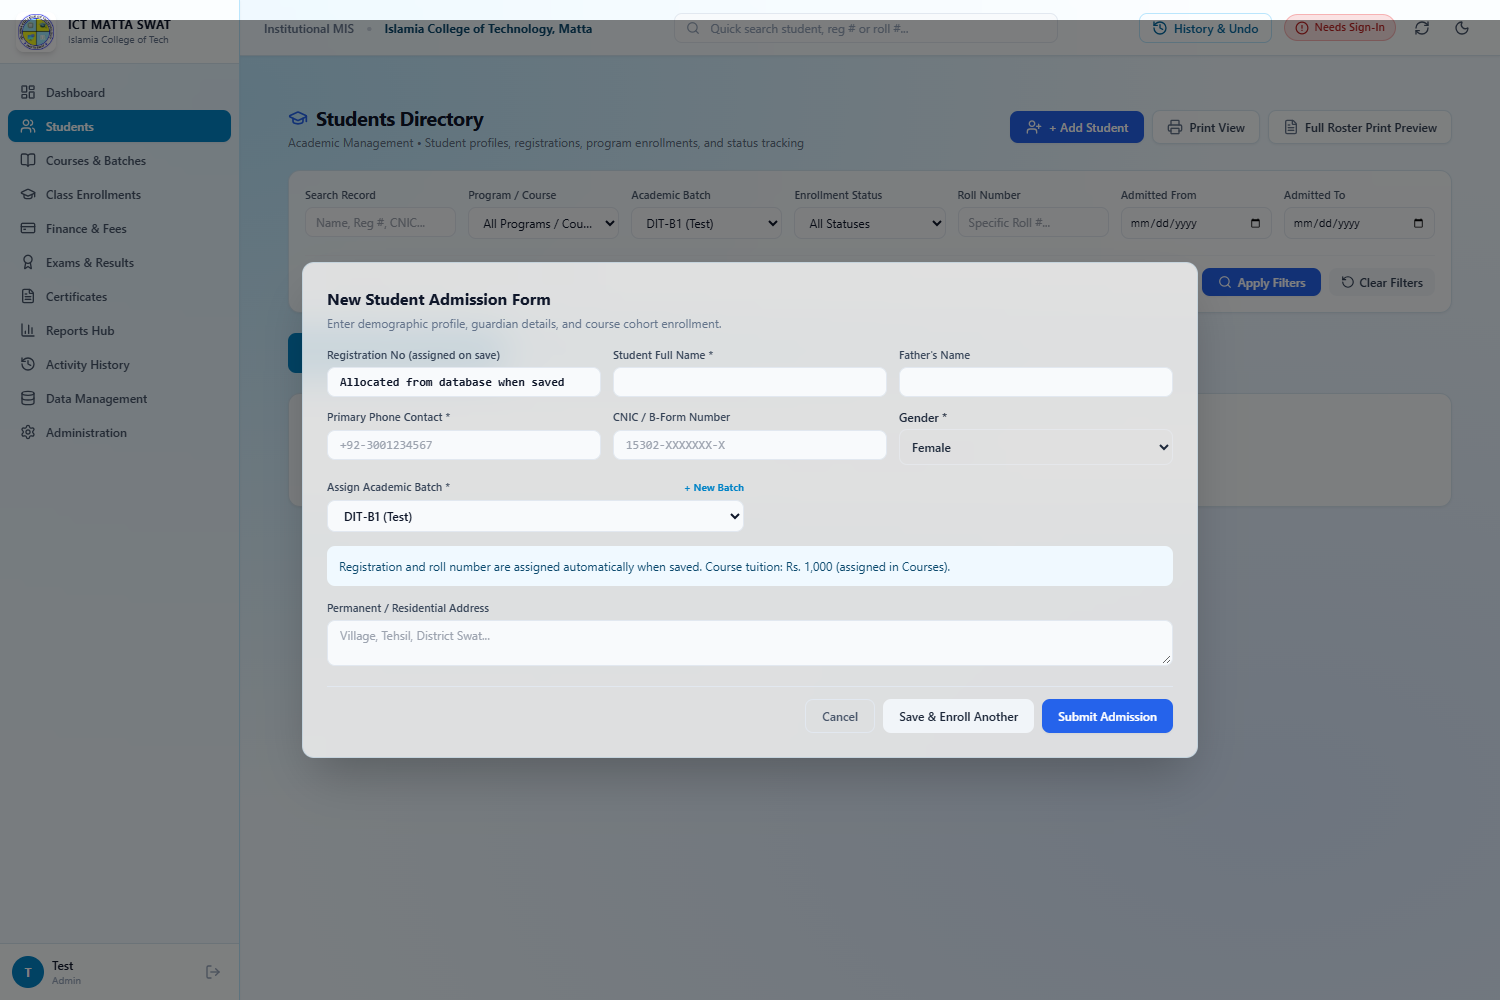 ICT MATTA SWAT
Islamia College of Tech
Institutional MIS • Islamia College of Technology, Matta
Quick search student, reg # or roll #...
History & Undo
Needs Sign-In
Dashboard
Students
Courses & Batches
Class Enrollments
Finance & Fees
Exams & Results
Certificates
Reports Hub
Activity History
Data Management
Administration
Students Directory
Academic Management • Student profiles, registrations, program enrollments, and status tracking
+ Add Student
Print View
Full Roster Print Preview
Search Record Program / Course Academic Batch Enrollment Status Roll Number Admitted From Admitted To
Name, Reg #, CNIC... All Programs / Cou... DIT-B1 (Test) All Statuses Specific Roll #... mm/dd/yyyy mm/dd/yyyy
Apply Filters
Clear Filters
New Student Admission Form
Enter demographic profile, guardian details, and course cohort enrollment.
Registration No (assigned on save) Student Full Name * Father's Name
Allocated from database when saved
Primary Phone Contact * CNIC / B-Form Number Gender *
+92-3001234567 15302-XXXXXXX-X Female
Assign Academic Batch * + New Batch
DIT-B1 (Test)
Registration and roll number are assigned automatically when saved. Course tuition: Rs. 1,000 (assigned in Courses).
Permanent / Residential Address
Village, Tehsil, District Swat...
Cancel
Save & Enroll Another
Submit Admission
T
Test
Admin